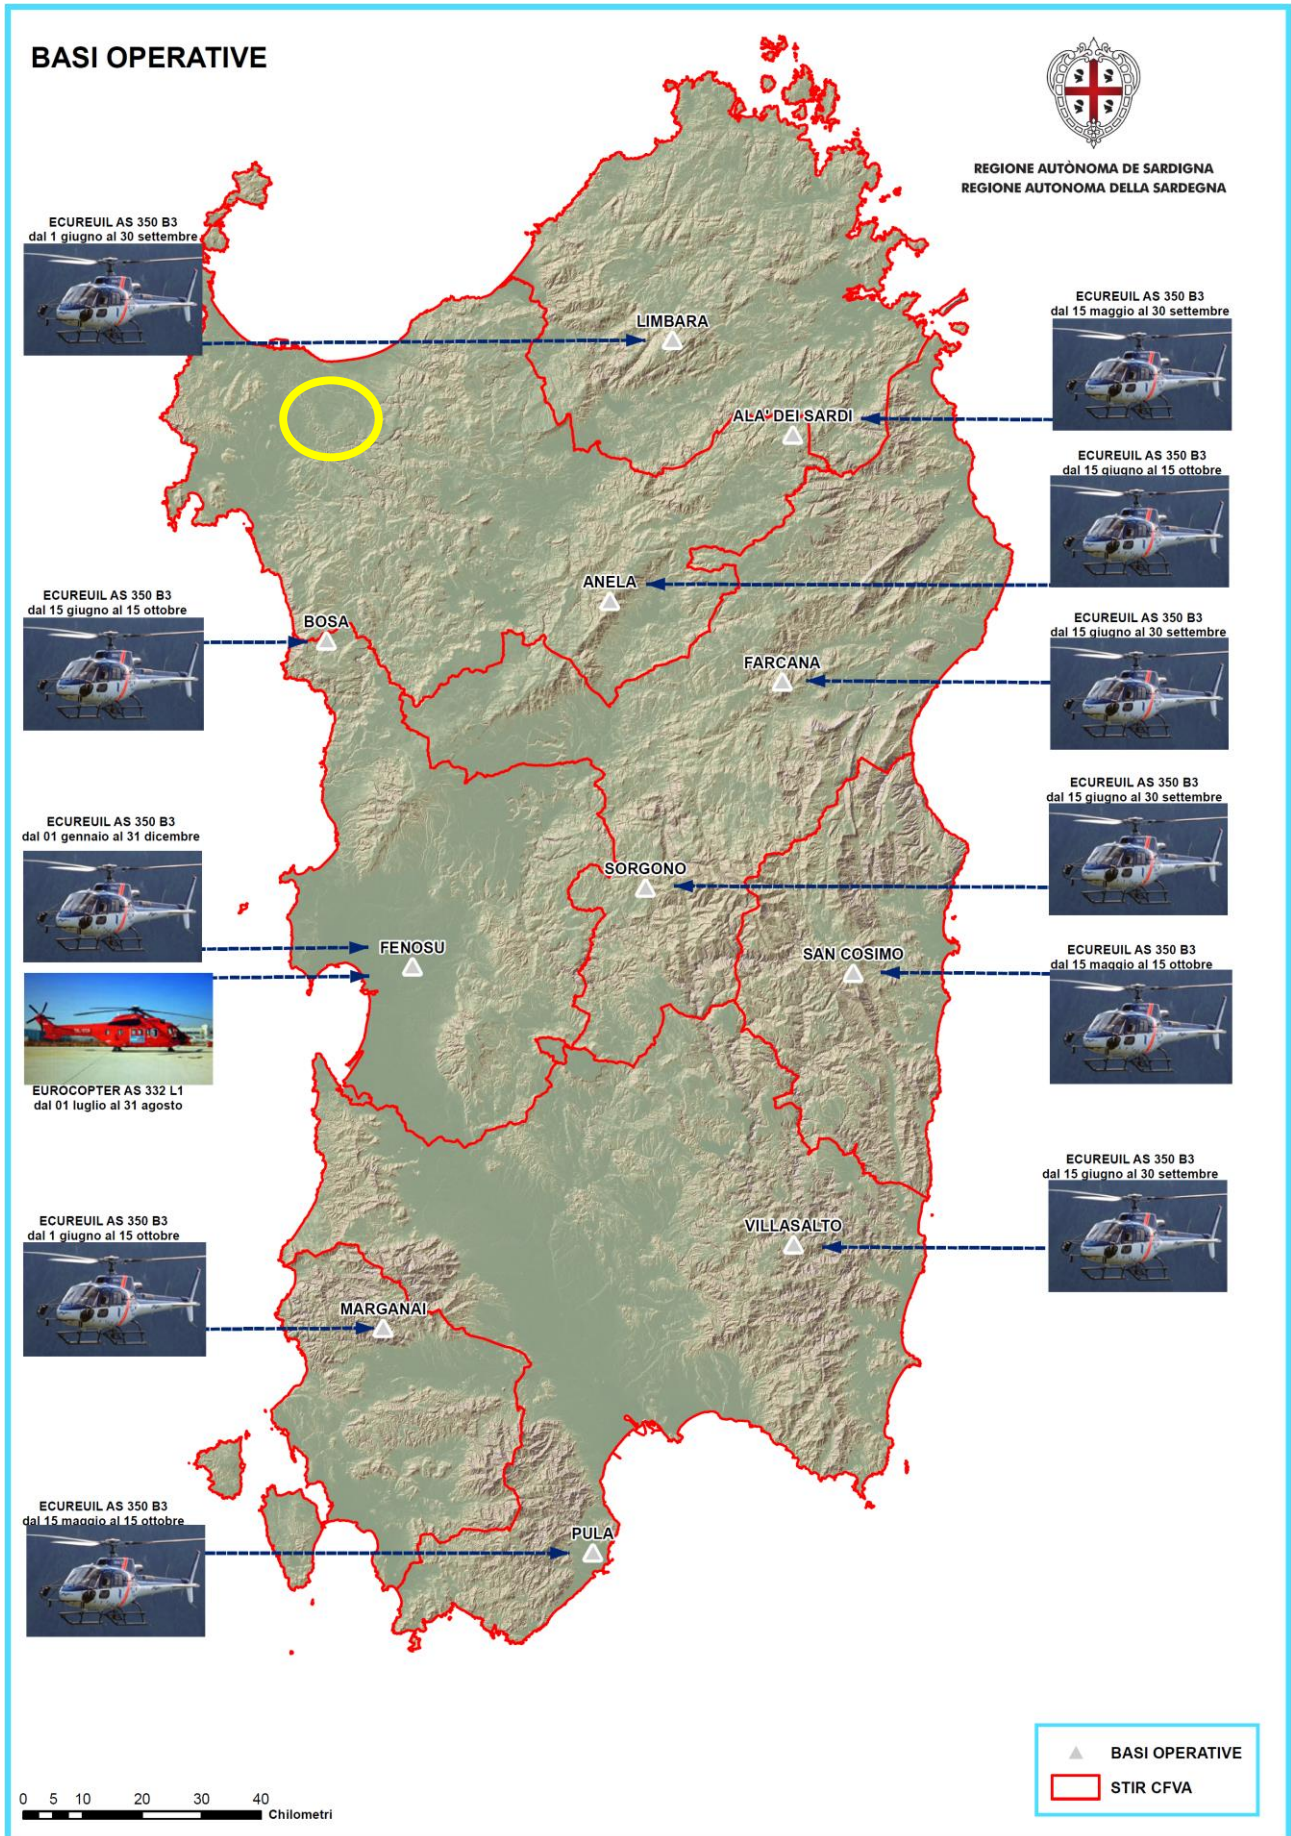 BASI OPERATIVE
REGIONE AUTÒNOMA DE SARDIGNA
REGIONE AUTONOMA DELLA SARDEGNA
ECUREUIL AS 350 B3
dal 1 giugno al 30 settembre
LIMBARA
ECUREUIL AS 350 B3
dal 15 maggio al 30 settembre
ALA' DEI SARDI
ECUREUIL AS 350 B3
dal 15 giugno al 15 ottobre
ANELA
ECUREUIL AS 350 B3
dal 15 giugno al 15 ottobre
BOSA
ECUREUIL AS 350 B3
dal 15 giugno al 30 settembre
FARCANA
ECUREUIL AS 350 B3
dal 15 giugno al 30 settembre
SORGONO
ECUREUIL AS 350 B3
dal 01 gennaio al 31 dicembre
FENOSU
ECUREUIL AS 350 B3
dal 15 maggio al 15 ottobre
SAN COSIMO
EUROCOPTER AS 332 L1
dal 01 luglio al 31 agosto
ECUREUIL AS 350 B3
dal 15 giugno al 30 settembre
VILLASALTO
ECUREUIL AS 350 B3
dal 1 giugno al 15 ottobre
MARGANAI
ECUREUIL AS 350 B3
dal 15 maggio al 15 ottobre
PULA
BASI OPERATIVE
STIR CFVA
0 5 10 20 30 40
Chilometri